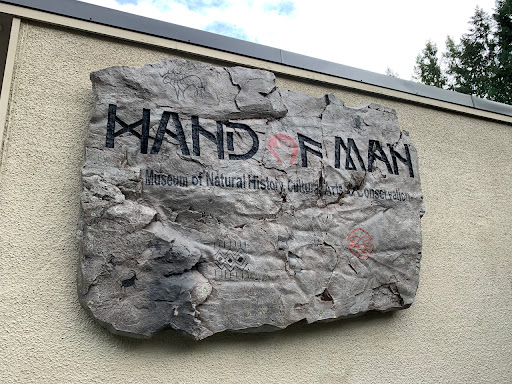 HAND OF MAN
Museum of Natural History, Cultural Arts & Conservation